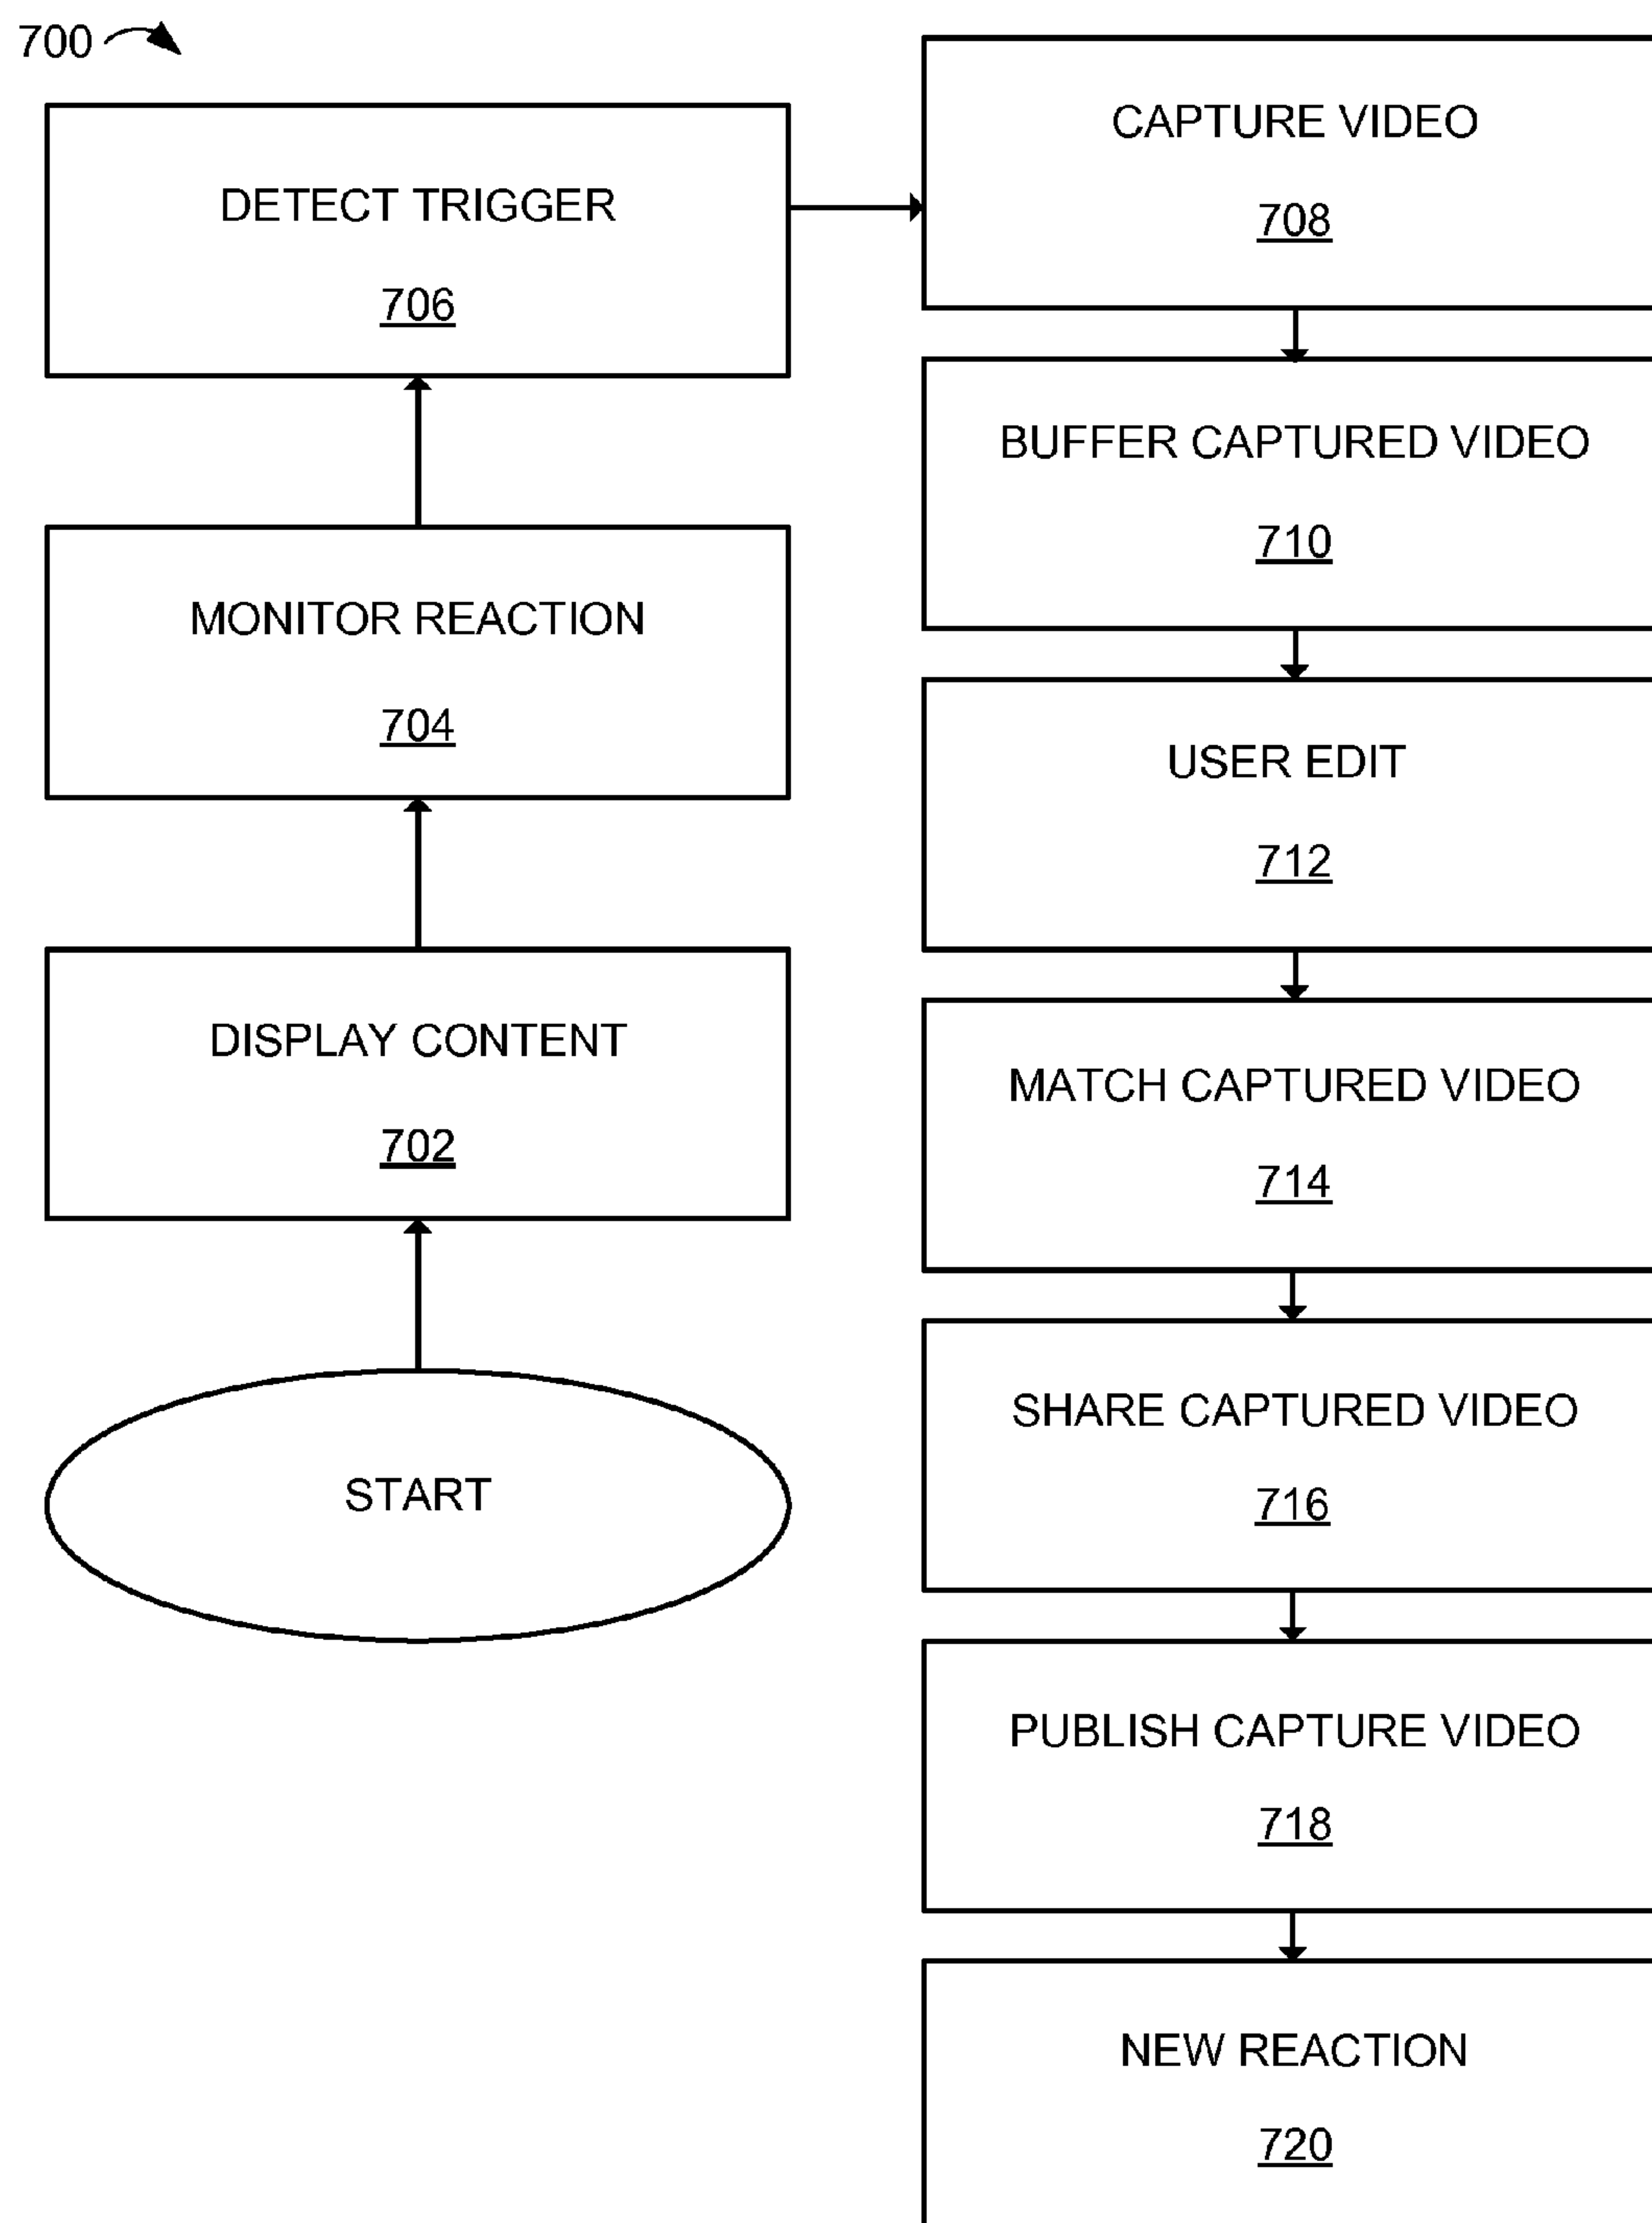 700
DETECT TRIGGER
706
MONITOR REACTION
704
DISPLAY CONTENT
702
START
CAPTURE VIDEO
708
BUFFER CAPTURED VIDEO
710
USER EDIT
712
MATCH CAPTURED VIDEO
714
SHARE CAPTURED VIDEO
716
PUBLISH CAPTURE VIDEO
718
NEW REACTION
720